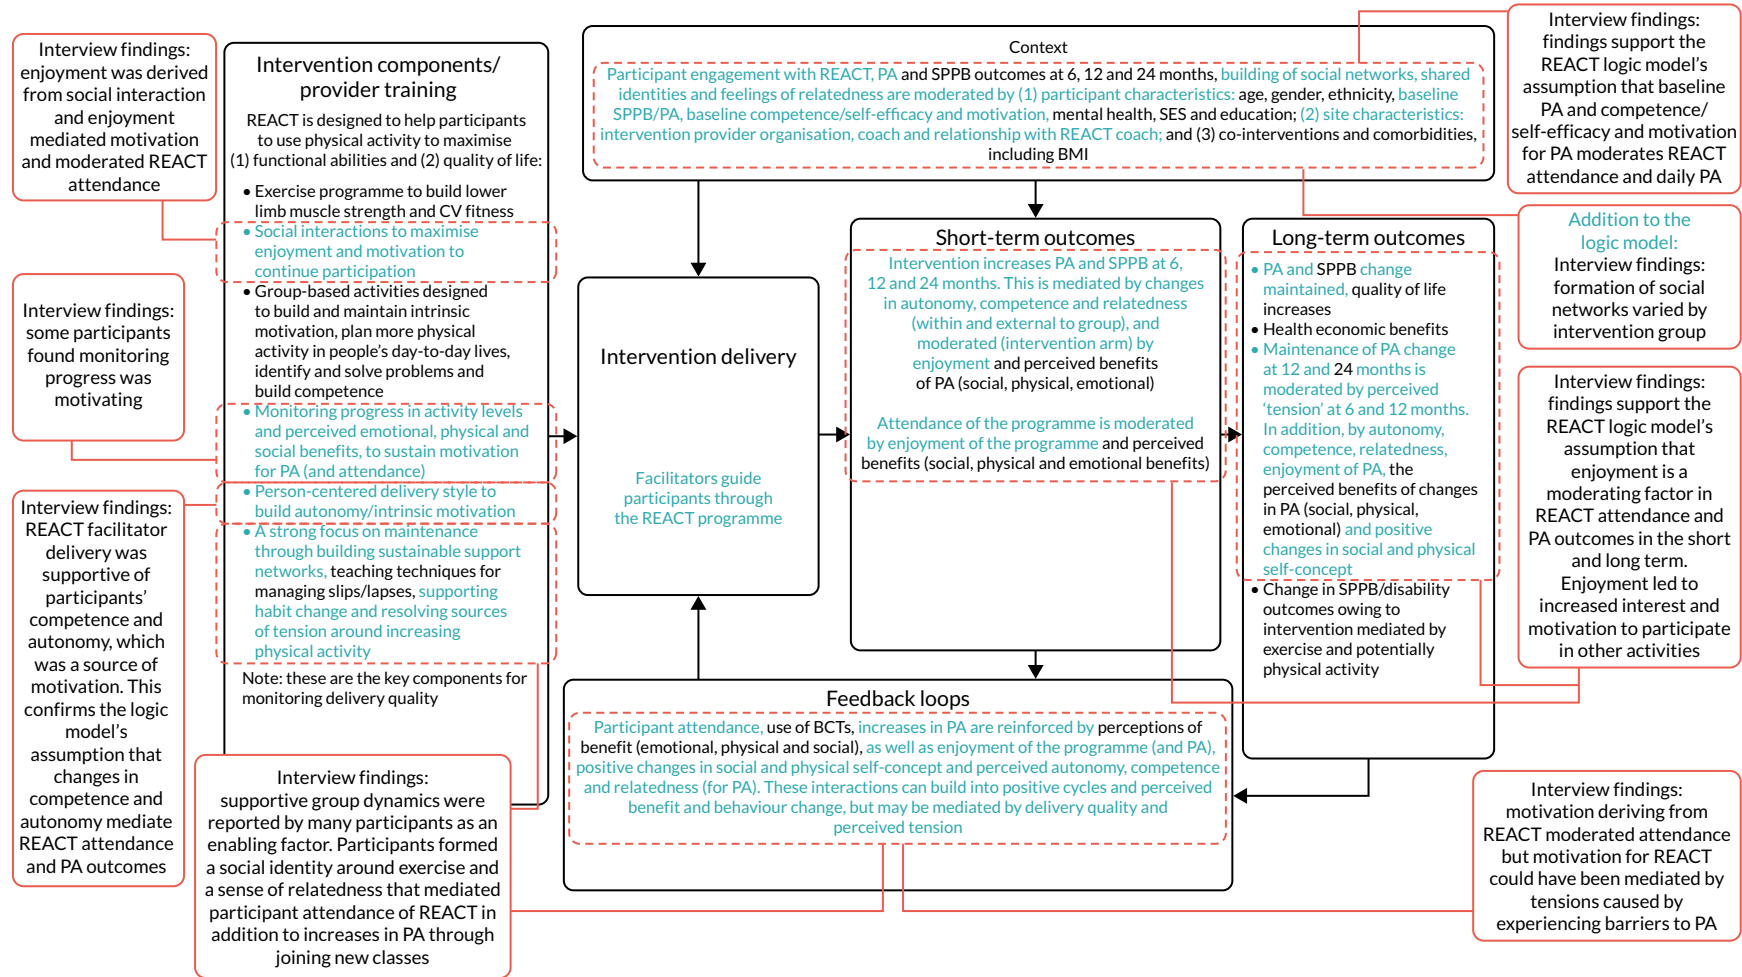 Interview findings:
enjoyment was derived
from social interaction
and enjoyment
mediated motivation
and moderated REACT
attendance
Interview findings:
some participants
found monitoring
progress was
motivating
Interview findings:
REACT facilitator
delivery was
supportive of
participants’
competence and
autonomy, which
was a source of
motivation. This
confirms the logic
model’s
assumption that
changes in
competence and
autonomy mediate
REACT attendance
and PA outcomes
Intervention components/
provider training
REACT is designed to help participants
to use physical activity to maximise
(1) functional abilities and (2) quality of life:
• Exercise programme to build lower
limb muscle strength and CV fitness
• Social interactions to maximise
enjoyment and motivation to
continue participation
• Group-based activities designed
to build and maintain intrinsic
motivation, plan more physical
activity in people’s day-to-day lives,
identify and solve problems and
build competence
• Monitoring progress in activity levels
and perceived emotional, physical and
social benefits, to sustain motivation
for PA (and attendance)
• Person-centered delivery style to
build autonomy/intrinsic motivation
• A strong focus on maintenance
through building sustainable support
networks, teaching techniques for
managing slips/lapses, supporting
habit change and resolving sources
of tension around increasing
physical activity
Note: these are the key components for
monitoring delivery quality
Interview findings:
supportive group dynamics were
reported by many participants as an
enabling factor. Participants formed
a social identity around exercise and
a sense of relatedness that mediated
participant attendance of REACT in
addition to increases in PA through
joining new classes
Context
Participant engagement with REACT, PA and SPPB outcomes at 6, 12 and 24 months, building of social networks, shared
identities and feelings of relatedness are moderated by (1) participant characteristics: age, gender, ethnicity, baseline
SPPB/PA, baseline competence/self-efficacy and motivation, mental health, SES and education; (2) site characteristics:
intervention provider organisation, coach and relationship with REACT coach; and (3) co-interventions and comorbidities,
including BMI
Intervention delivery
Facilitators guide
participants through
the REACT programme
Short-term outcomes
Intervention increases PA and SPPB at 6,
12 and 24 months. This is mediated by changes
in autonomy, competence and relatedness
(within and external to group), and
moderated (intervention arm) by
enjoyment and perceived benefits
of PA (social, physical, emotional)
Attendance of the programme is moderated
by enjoyment of the programme and perceived
benefits (social, physical and emotional benefits)
Long-term outcomes
• PA and SPPB change
maintained, quality of life
increases
• Health economic benefits
• Maintenance of PA change
at 12 and 24 months is
moderated by perceived
‘tension’ at 6 and 12 months.
In addition, by autonomy,
competence, relatedness,
enjoyment of PA, the
perceived benefits of changes
in PA (social, physical,
emotional) and positive
changes in social and physical
self-concept
• Change in SPPB/disability
outcomes owing to
intervention mediated by
exercise and potentially
physical activity
Feedback loops
Participant attendance, use of BCTs, increases in PA are reinforced by perceptions of
benefit (emotional, physical and social), as well as enjoyment of the programme (and PA),
positive changes in social and physical self-concept and perceived autonomy, competence
and relatedness (for PA). These interactions can build into positive cycles and perceived
benefit and behaviour change, but may be mediated by delivery quality and
perceived tension
Interview findings:
findings support the
REACT logic model’s
assumption that baseline
PA and competence/
self-efficacy and motivation
for PA moderates REACT
attendance and daily PA
Addition to the
logic model:
Interview findings:
formation of social
networks varied by
intervention group
Interview findings:
findings support the
REACT logic model’s
assumption that
enjoyment is a
moderating factor in
REACT attendance and
PA outcomes in the short
and long term.
Enjoyment led to
increased interest and
motivation to participate
in other activities
Interview findings:
motivation deriving from
REACT moderated attendance
but motivation for REACT
could have been mediated by
tensions caused by
experiencing barriers to PA